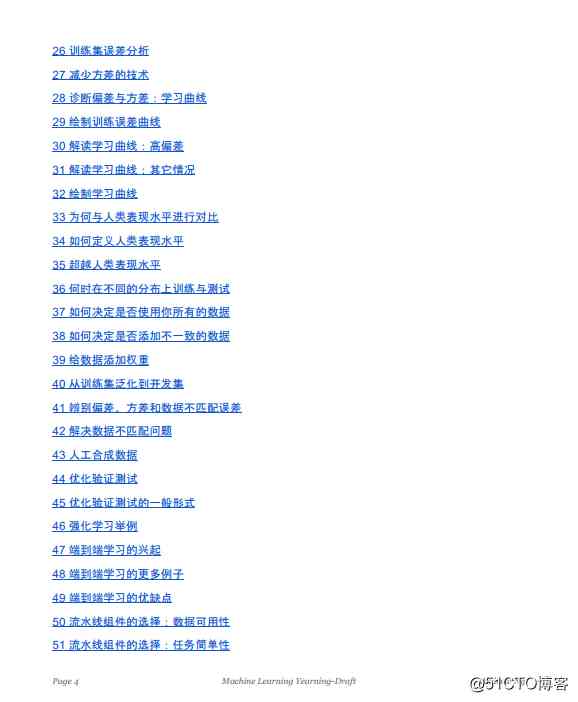 26 训练集误差分析
27 减少方差的技术
28 诊断偏差与方差：学习曲线
29 绘制训练误差曲线
30 解读学习曲线：高偏差
31 解读学习曲线：其它情况
32 绘制学习曲线
33 为何与人类表现水平进行对比
34 如何定义人类表现水平
35 超越人类表现水平
36 何时在不同的分布上训练与测试
37 如何决定是否使用你所有的数据
38 如何决定是否添加不一致的数据
39 给数据添加权重
40 从训练集泛化到开发集
41 辨别偏差、方差和数据不匹配误差
42 解决数据不匹配问题
43 人工合成数据
44 优化验证测试
45 优化验证测试的一般形式
46 强化学习举例
47 端到端学习的兴起
48 端到端学习的更多例子
49 端到端学习的优缺点
50 流水线组件的选择：数据可用性
51 流水线组件的选择：任务简单性
Page 4 Machine Learning Yearning-Draft @51CTO博客